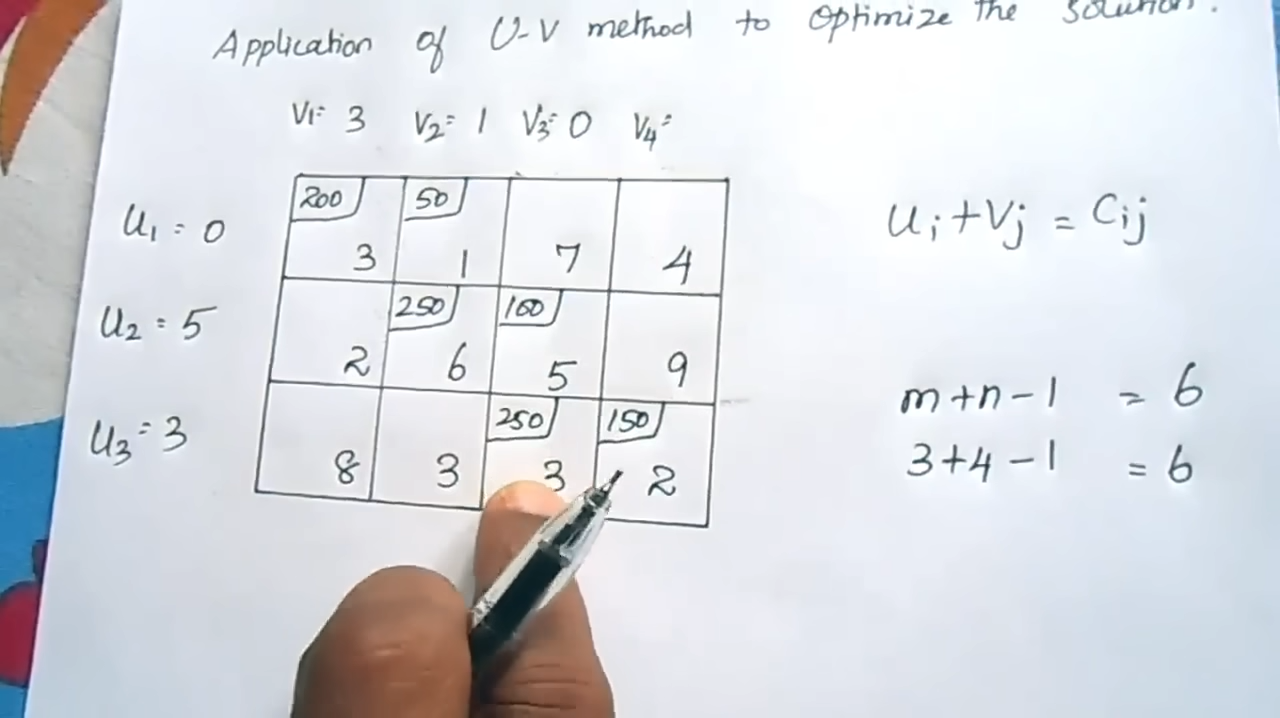 Application of U-V method to Optimize the Solution.
V1= 3 V2= 1 V3= 0 V4=
200 50
U1 = 0 3 1 7 4
Ui+Vj = Cij
250 100
U2 = 5 2 6 5 9
m+n-1 = 6
250 150
U3 = 3 8 3 3 2
3+4-1 = 6